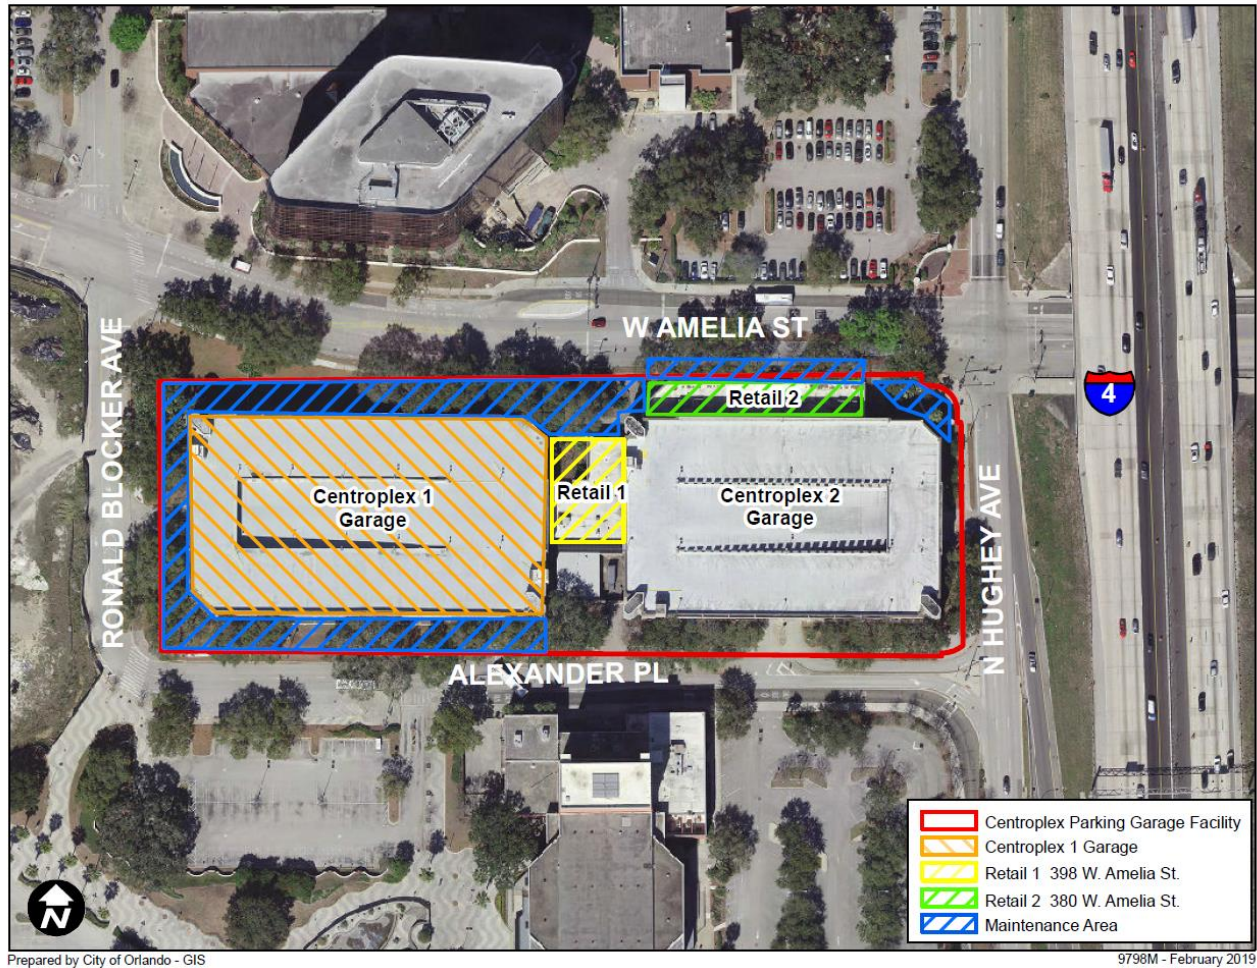 W AMELIA ST
RONALD BLOCKER AVE
Retail 2
4
Centroplex 1
Garage
Retail 1
Centroplex 2
Garage
N HUGHEY AVE
ALEXANDER PL
Centroplex Parking Garage Facility
Centroplex 1 Garage
Retail 1 398 W. Amelia St.
Retail 2 380 W. Amelia St.
Maintenance Area
N
Prepared by City of Orlando - GIS
9798M - February 2019